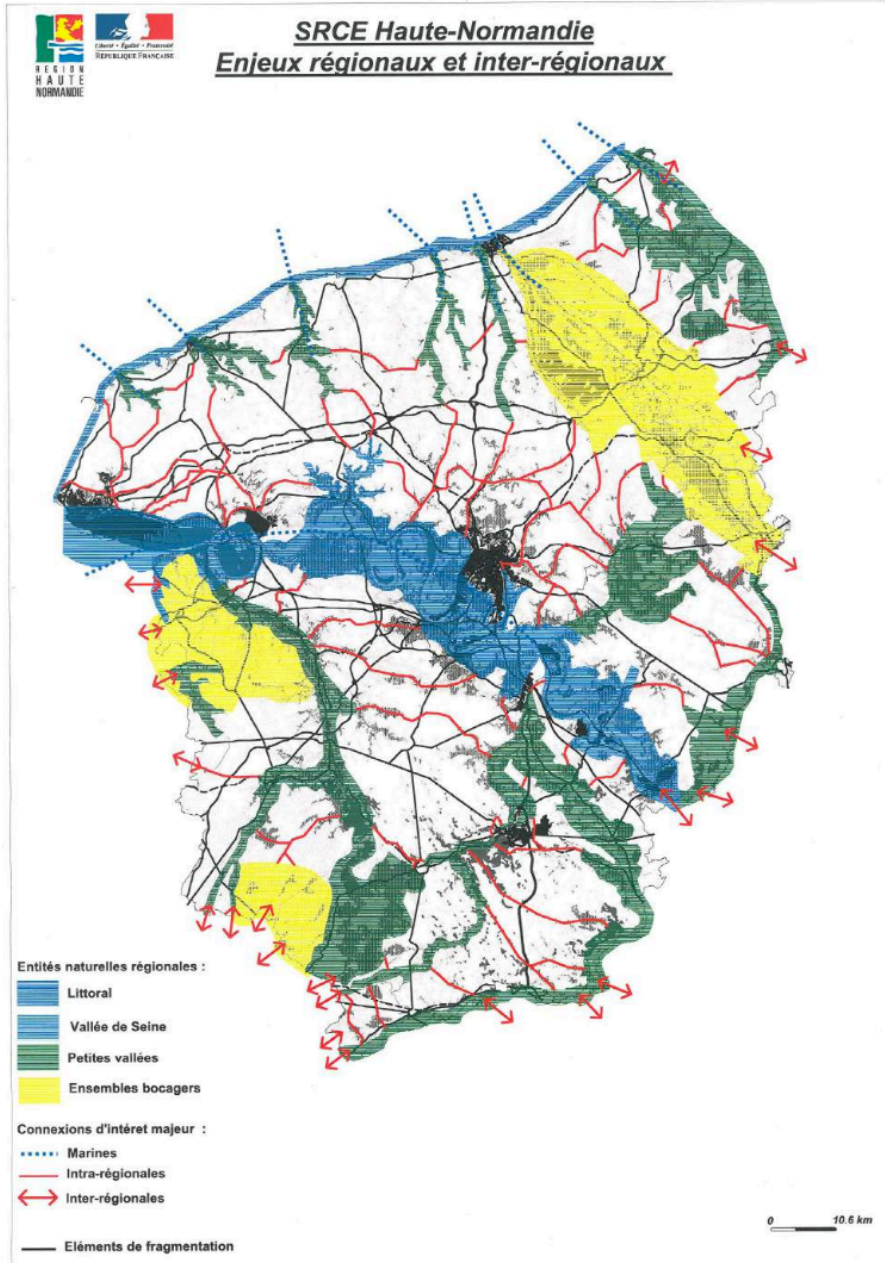 SRCE Haute-Normandie
Enjeux régionaux et inter-régionaux
REGION
HAUTE
NORMANDIE
Liberté • Égalité • Fraternité
RÉPUBLIQUE FRANÇAISE
Entités naturelles régionales :
Littoral
Vallée de Seine
Petites vallées
Ensembles bocagers
Connexions d'intéret majeur :
Marines
Intra-régionales
Inter-régionales
Eléments de fragmentation
0 10.6 km